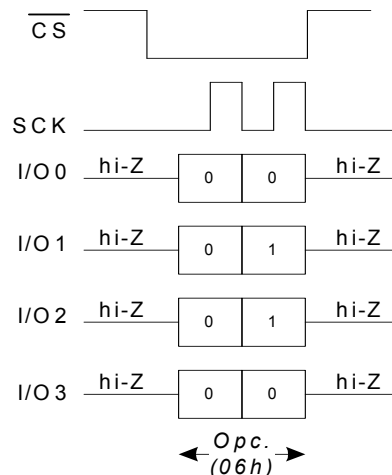 CS
SCK
I/O 0 hi-Z 0 0 hi-Z
I/O 1 hi-Z 0 1 hi-Z
I/O 2 hi-Z 0 1 hi-Z
I/O 3 hi-Z 0 0 hi-Z
Opc.
(06h)